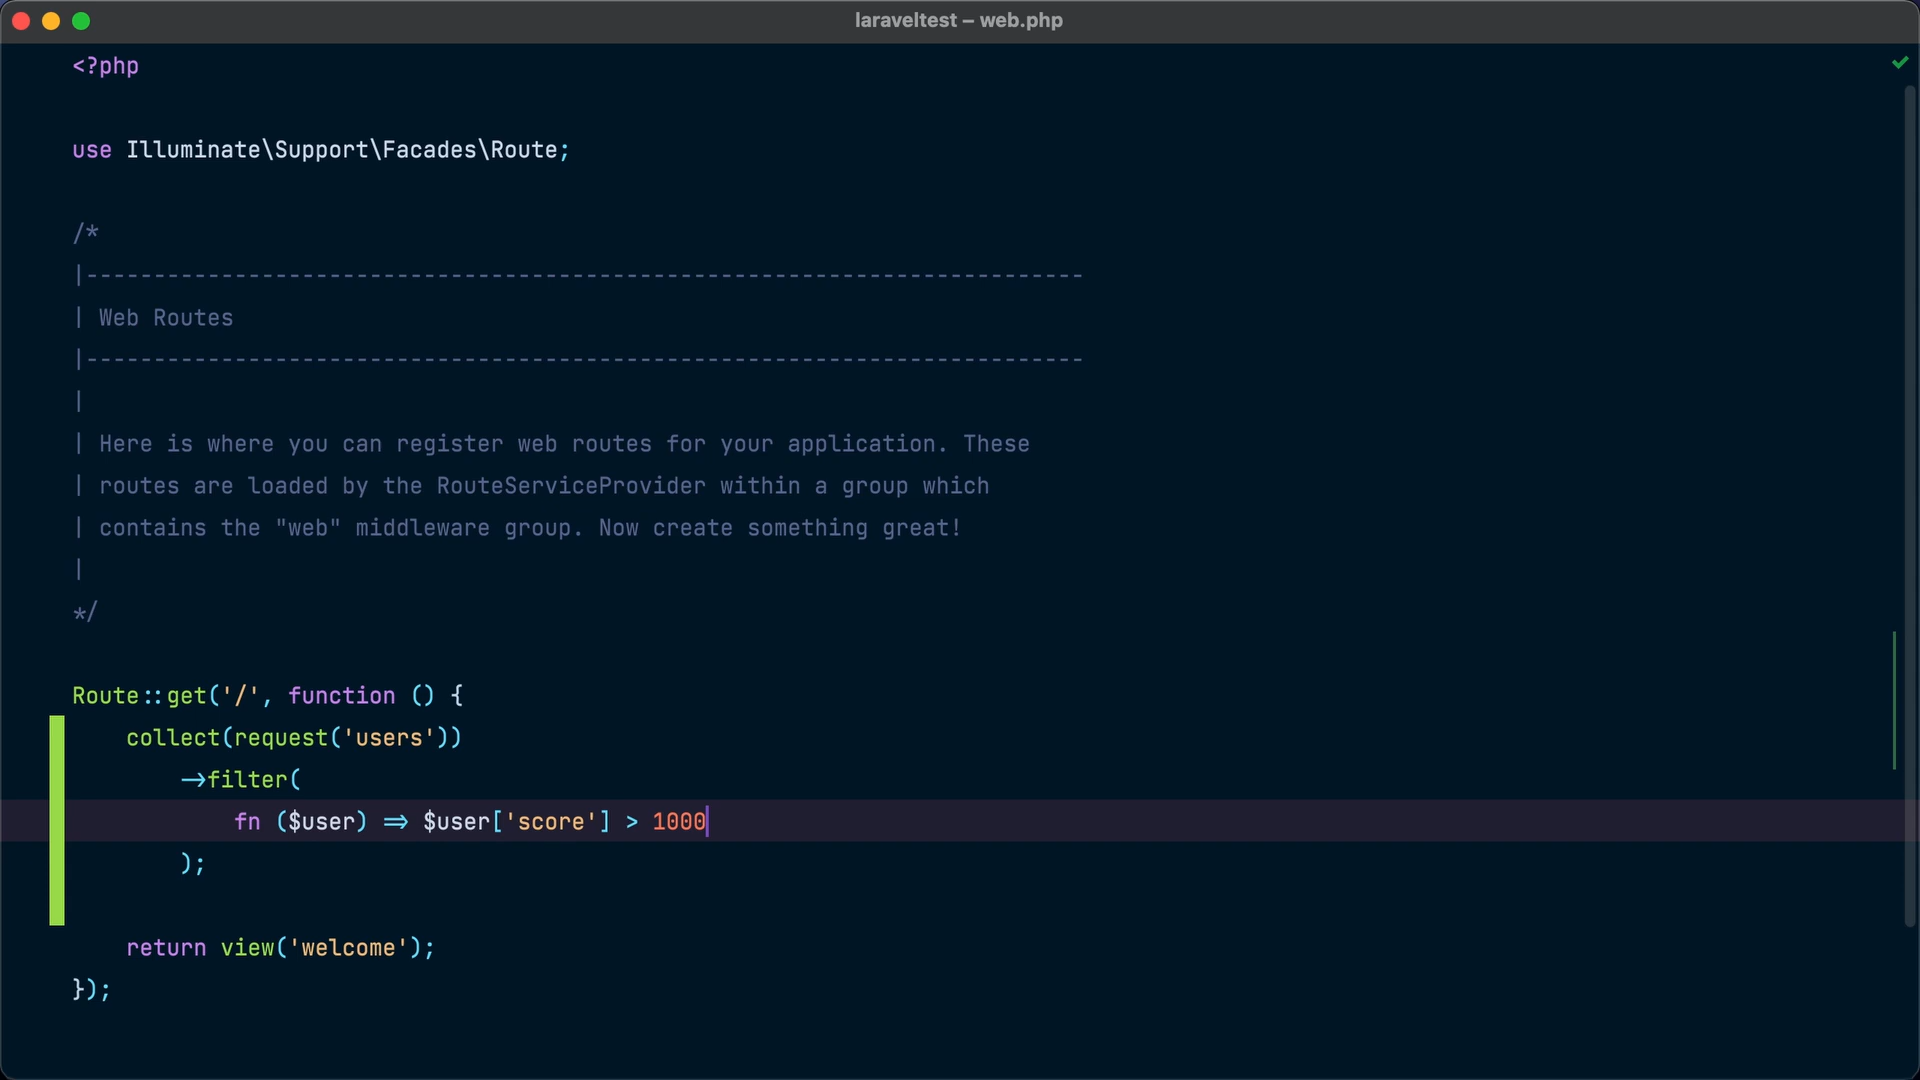 laraveltest – web.php
<?php
use Illuminate\Support\Facades\Route;
/*
|--------------------------------------------------------------------------
| Web Routes
|--------------------------------------------------------------------------
|
| Here is where you can register web routes for your application. These
| routes are loaded by the RouteServiceProvider within a group which
| contains the "web" middleware group. Now create something great!
|
*/
Route::get('/', function () {
    collect(request('users'))
        ->filter(
            fn ($user) => $user['score'] > 1000
        );
    return view('welcome');
});